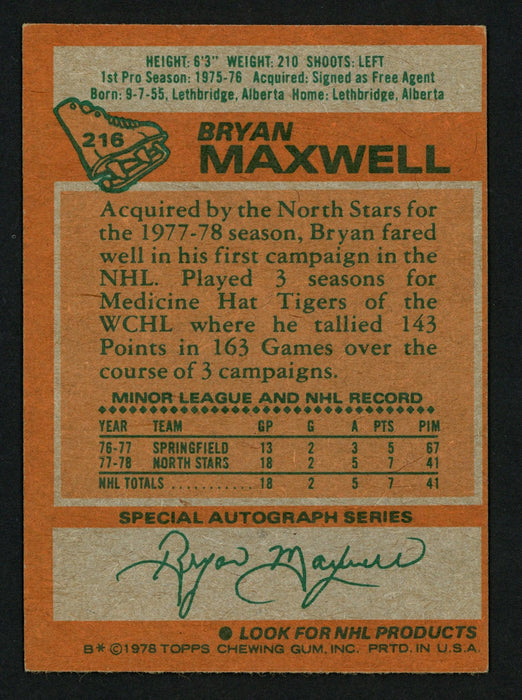 HEIGHT: 6'3" WEIGHT: 210 SHOOTS: LEFT
1st Pro Season: 1975-76 Acquired: Signed as Free Agent
Born: 9-7-55, Lethbridge, Alberta Home: Lethbridge, Alberta
216
BRYAN
MAXWELL
Acquired by the North Stars for
the 1977-78 season, Bryan fared
well in his first campaign in the
NHL. Played 3 seasons for
Medicine Hat Tigers of the
WCHL where he tallied 143
Points in 163 Games over the
course of 3 campaigns.
MINOR LEAGUE AND NHL RECORD
YEAR TEAM GP G A PTS PIM
76-77 SPRINGFIELD 13 2 3 5 67
77-78 NORTH STARS 18 2 5 7 41
NHL TOTALS ........... 18 2 5 7 41
SPECIAL AUTOGRAPH SERIES
Bryan Maxwell
● LOOK FOR NHL PRODUCTS
B* ©1978 TOPPS CHEWING GUM, INC. PRTD. IN U.S.A.